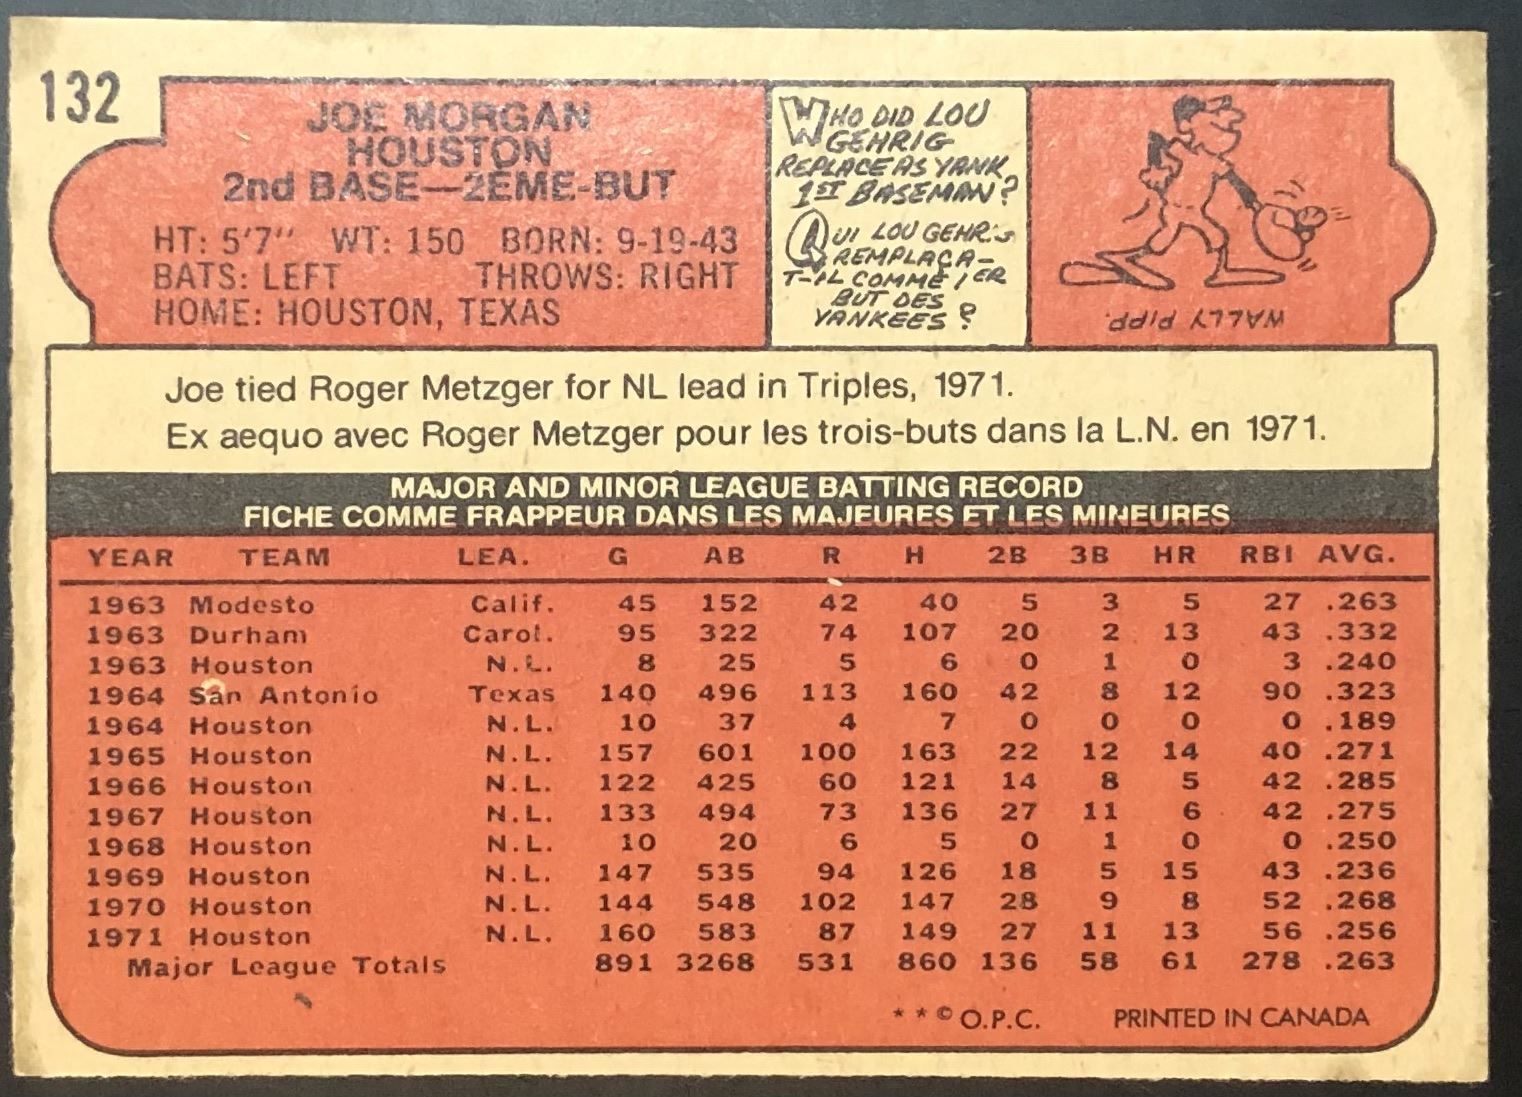 132
JOE MORGAN
HOUSTON
2nd BASE—2EME-BUT
HT: 5'7" WT: 150 BORN: 9-19-43
BATS: LEFT THROWS: RIGHT
HOME: HOUSTON, TEXAS
WHO DID LOU
GEHRIG
REPLACE AS YANK
1ST BASEMAN?
QUI LOU GEHRIG
REMPLAÇA-
T-IL COMME 1ER
BUT DES
YANKEES?
WALLY PIPP.
Joe tied Roger Metzger for NL lead in Triples, 1971.
Ex aequo avec Roger Metzger pour les trois-buts dans la L.N. en 1971.
MAJOR AND MINOR LEAGUE BATTING RECORD
FICHE COMME FRAPPEUR DANS LES MAJEURES ET LES MINEURES
YEAR TEAM LEA. G AB R H 2B 3B HR RBI AVG.
1963 Modesto Calif. 45 152 42 40 5 3 5 27 .263
1963 Durham Carol. 95 322 74 107 20 2 13 43 .332
1963 Houston N.L. 8 25 5 6 0 1 0 3 .240
1964 San Antonio Texas 140 496 113 160 42 8 12 90 .323
1964 Houston N.L. 10 37 4 7 0 0 0 0 .189
1965 Houston N.L. 157 601 100 163 22 12 14 40 .271
1966 Houston N.L. 122 425 60 121 14 8 5 42 .285
1967 Houston N.L. 133 494 73 136 27 11 6 42 .275
1968 Houston N.L. 10 20 6 5 0 1 0 0 .250
1969 Houston N.L. 147 535 94 126 18 5 15 43 .236
1970 Houston N.L. 144 548 102 147 28 9 8 52 .268
1971 Houston N.L. 160 583 87 149 27 11 13 56 .256
Major League Totals 891 3268 531 860 136 58 61 278 .263
* * © O.P.C. PRINTED IN CANADA